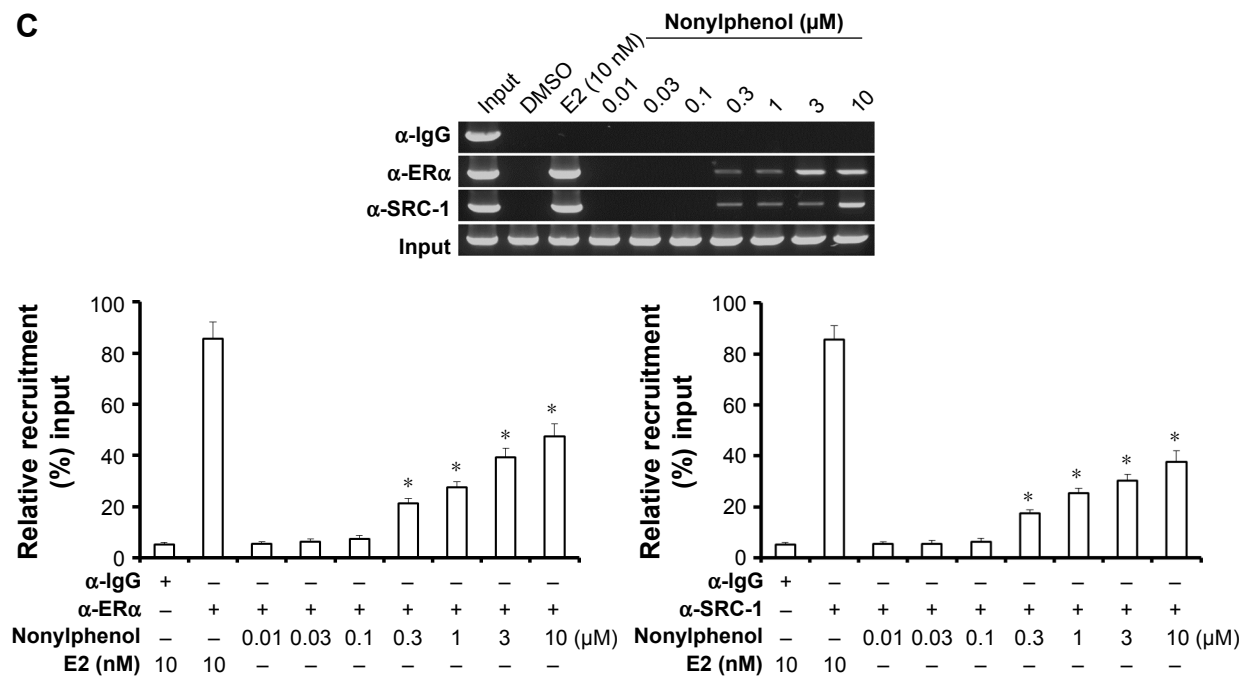 C
Nonylphenol (μM)
Input DMSO E2 (10 nM) 0.01 0.03 0.1 0.3 1 3 10
α-IgG
α-ERα
α-SRC-1
Input
Relative recruitment
(%) input
100
80
60
40
20
0
* * * *
α-IgG + – – – – – – – –
α-ERα – + + + + + + + +
Nonylphenol – – 0.01 0.03 0.1 0.3 1 3 10 (μM)
E2 (nM) 10 10 – – – – – – –
Relative recruitment
(%) input
100
80
60
40
20
0
* * * *
α-IgG + – – – – – – – –
α-SRC-1 – + + + + + + + +
Nonylphenol – – 0.01 0.03 0.1 0.3 1 3 10 (μM)
E2 (nM) 10 10 – – – – – – –